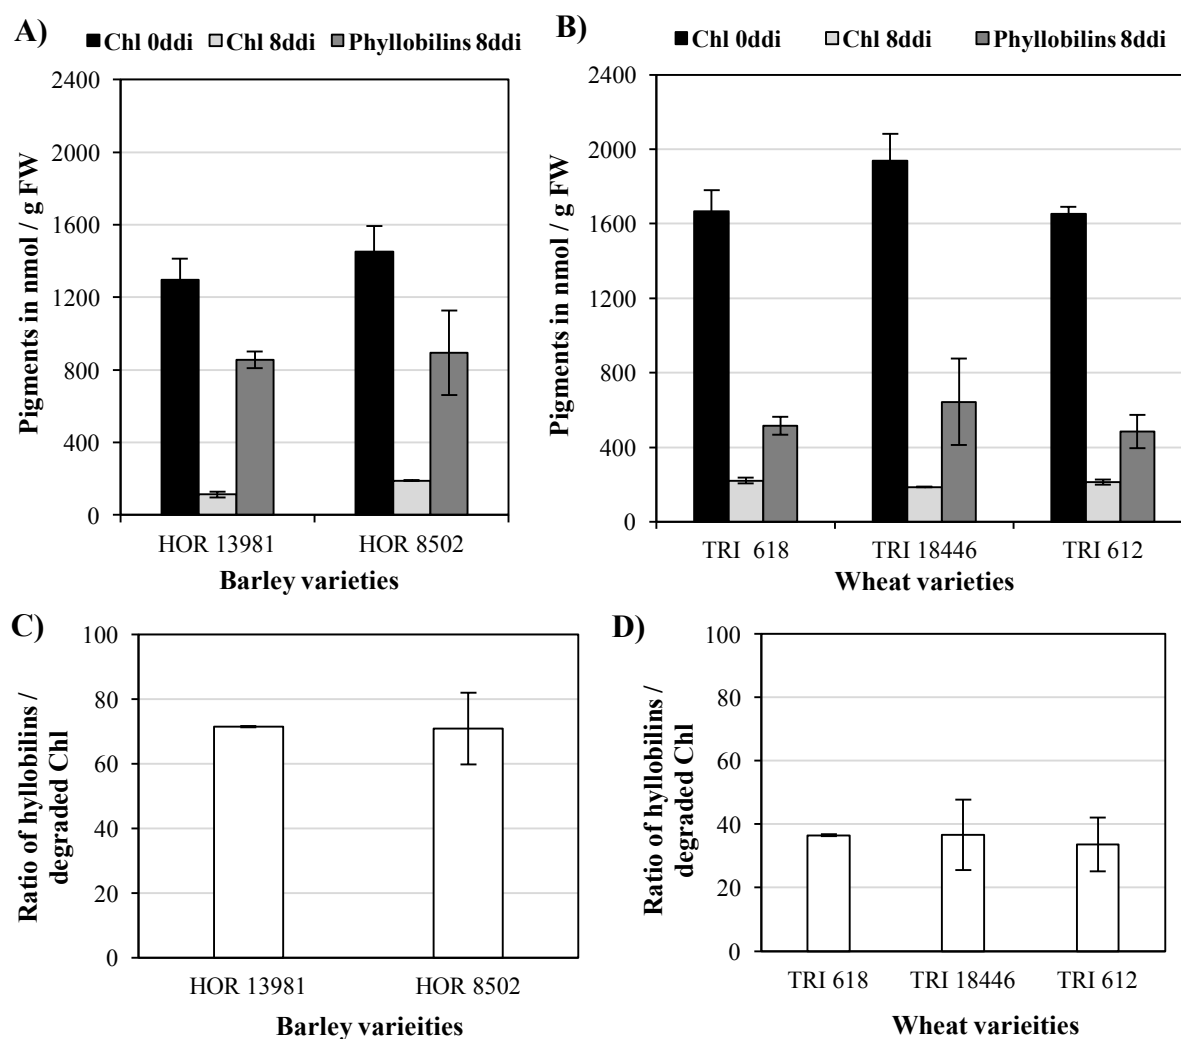 A)
Chl 0ddi Chl 8ddi Phyllobilins 8ddi
Pigments in nmol / g FW
2400
2000
1600
1200
800
400
0
HOR 13981 HOR 8502
Barley varieties
B)
Chl 0ddi Chl 8ddi Phyllobilins 8ddi
Pigments in nmol / g FW
2400
2000
1600
1200
800
400
0
TRI 618 TRI 18446 TRI 612
Wheat varieties
C)
Ratio of hyllobilins /
degraded Chl
100
80
60
40
20
0
HOR 13981 HOR 8502
Barley varieities
D)
Ratio of hyllobilins /
degraded Chl
100
80
60
40
20
0
TRI 618 TRI 18446 TRI 612
Wheat varieities